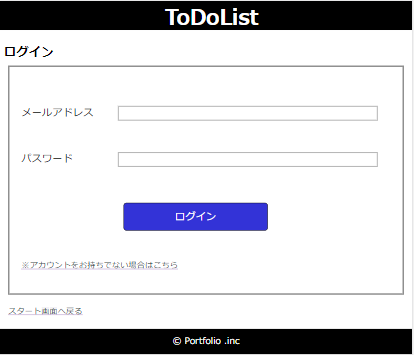 ToDoList
ログイン
メールアドレス
パスワード
ログイン
※アカウントをお持ちでない場合はこちら
スタート画面へ戻る
© Portfolio .inc